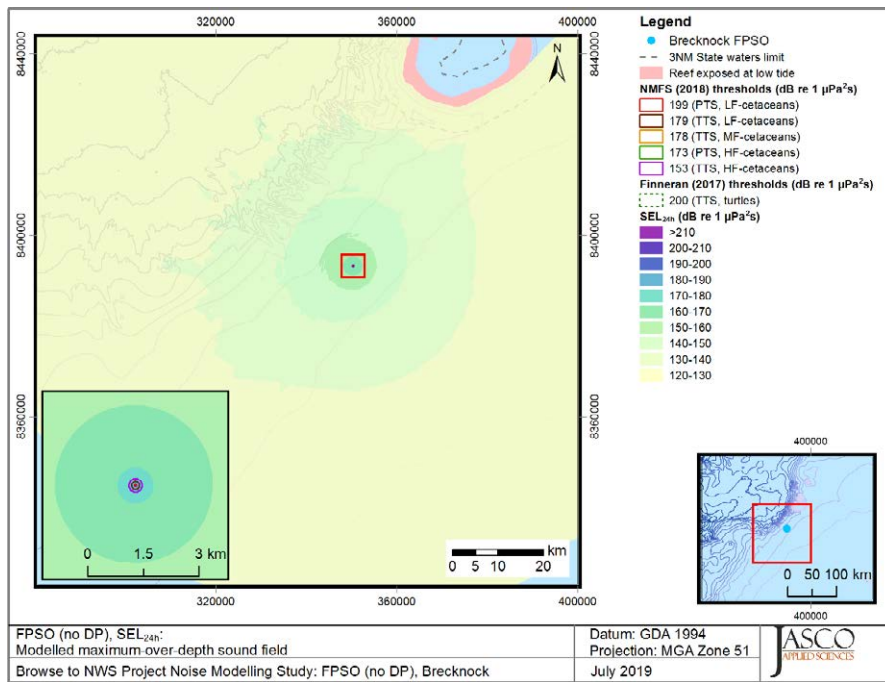 320000 360000 400000
8440000 8440000
N
8400000 8400000
8360000 8360000
0 1.5 3 km
km
0 5 10 20
320000 360000 400000
Legend
Brecknock FPSO
3NM State waters limit
Reef exposed at low tide
NMFS (2018) thresholds (dB re 1 µPa²s)
199 (PTS, LF-cetaceans)
179 (TTS, LF-cetaceans)
178 (TTS, MF-cetaceans)
173 (PTS, HF-cetaceans)
153 (TTS, HF-cetaceans)
Finneran (2017) thresholds (dB re 1 µPa²s)
200 (TTS, turtles)
SEL₂₄ₕ (dB re 1 µPa²s)
>210
200-210
190-200
180-190
170-180
160-170
150-160
140-150
130-140
120-130
400000
0 50 100 km
400000
FPSO (no DP), SEL₂₄ₕ:
Modelled maximum-over-depth sound field
Browse to NWS Project Noise Modelling Study: FPSO (no DP), Brecknock
Datum: GDA 1994
Projection: MGA Zone 51
July 2019
JASCO
APPLIED SCIENCES